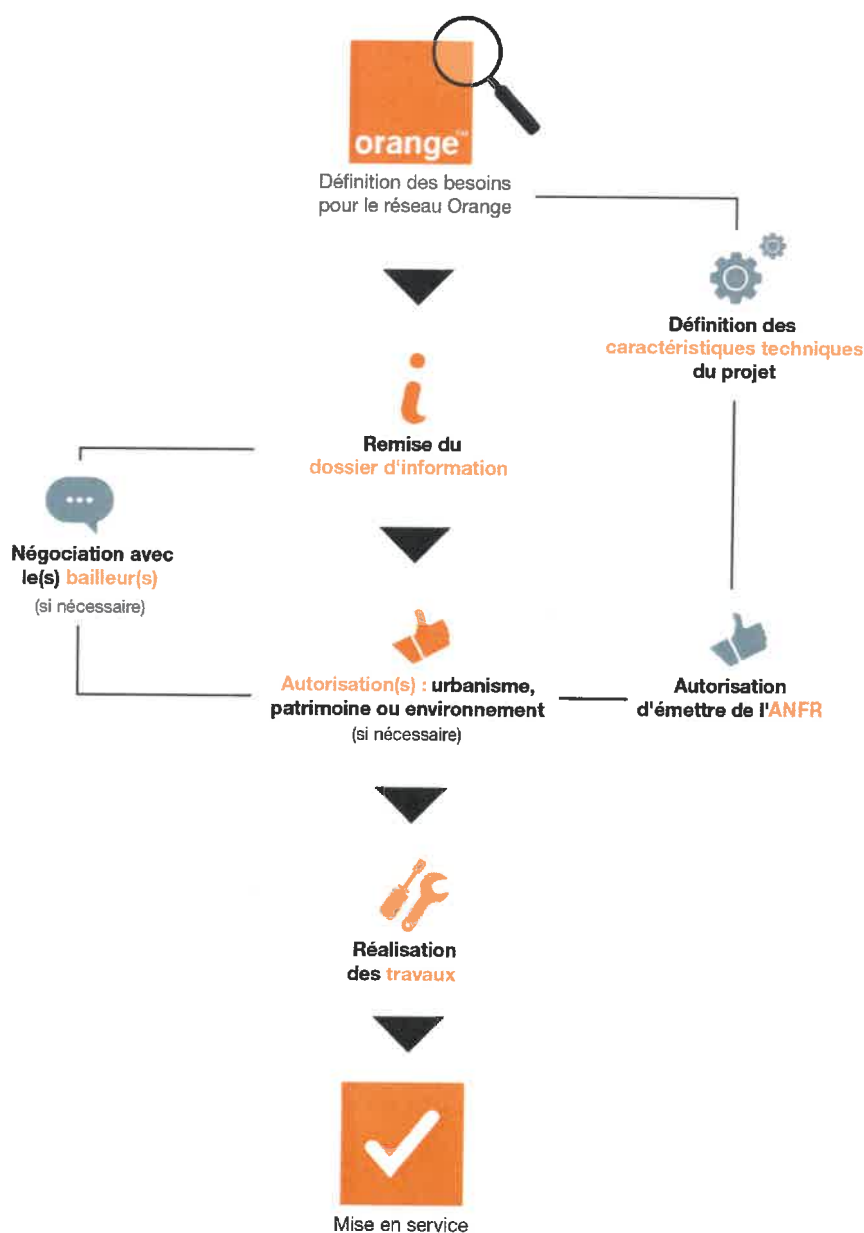 orange™
Définition des besoins
pour le réseau Orange
Définition des
caractéristiques techniques
du projet
Remise du
dossier d'information
Négociation avec
le(s) bailleur(s)
(si nécessaire)
Autorisation(s) : urbanisme,
patrimoine ou environnement
(si nécessaire)
Autorisation
d'émettre de l'ANFR
Réalisation
des travaux
Mise en service